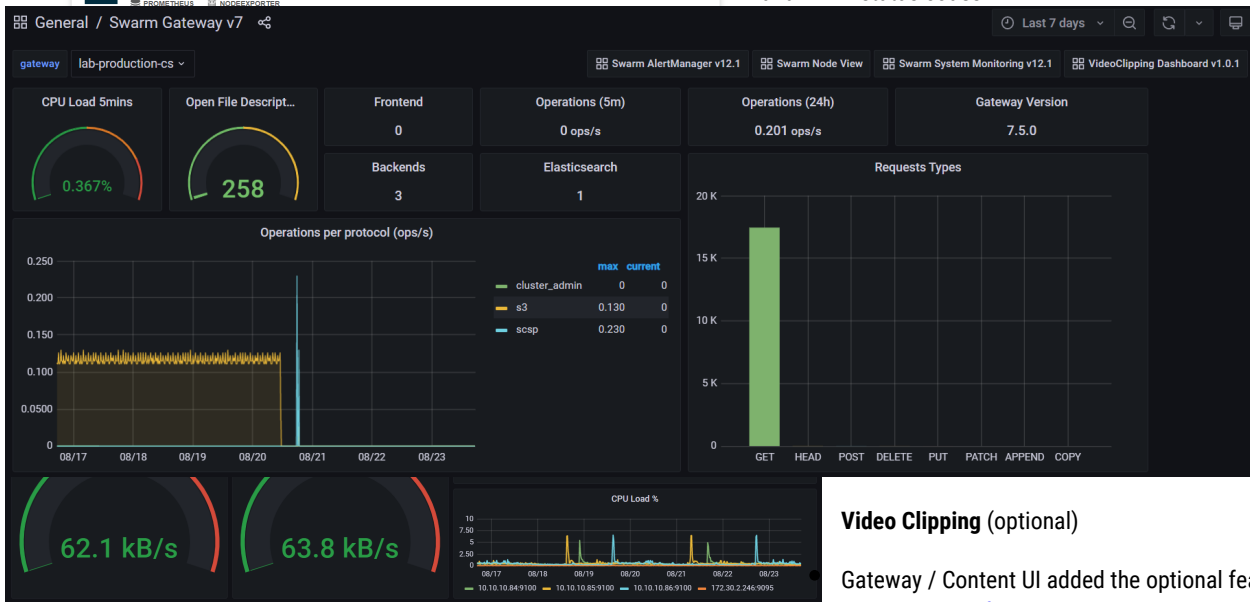 PROMETHEUS NODEEXPORTER
General / Swarm Gateway v7
Last 7 days
gateway lab-production-cs
Swarm AlertManager v12.1 Swarm Node View Swarm System Monitoring v12.1 VideoClipping Dashboard v1.0.1
CPU Load 5mins
0.367%
Open File Descript...
258
Frontend
0
Operations (5m)
0 ops/s
Operations (24h)
0.201 ops/s
Gateway Version
7.5.0
Backends
3
Elasticsearch
1
Operations per protocol (ops/s)
0.250
0.200
0.150
0.100
0.0500
0
08/17 08/18 08/19 08/20 08/21 08/22 08/23
max current
cluster_admin 0 0
s3 0.130 0
scsp 0.230 0
Requests Types
20 K
15 K
10 K
5 K
0
GET HEAD POST DELETE PUT PATCH APPEND COPY
62.1 kB/s
63.8 kB/s
CPU Load %
10
7.50
5
2.50
0
08/17 08/18 08/19 08/20 08/21 08/22 08/23
10.10.10.84:9100 10.10.10.85:9100 10.10.10.86:9100 172.30.2.246:9095
Video Clipping (optional)
Gateway / Content UI added the optional fea